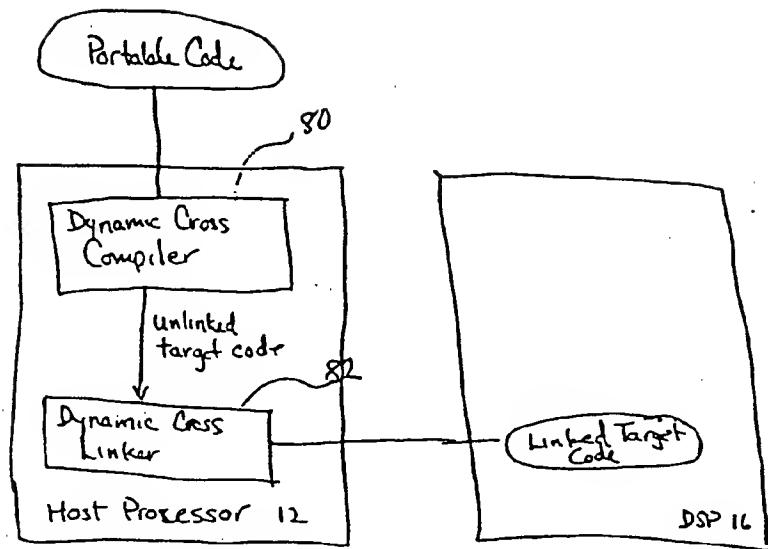 Portable Code
80
Dynamic Cross
Compiler
unlinked
target code
82
Dynamic Cross
Linker
Linked Target
Code
Host Processor 12
DSP 16